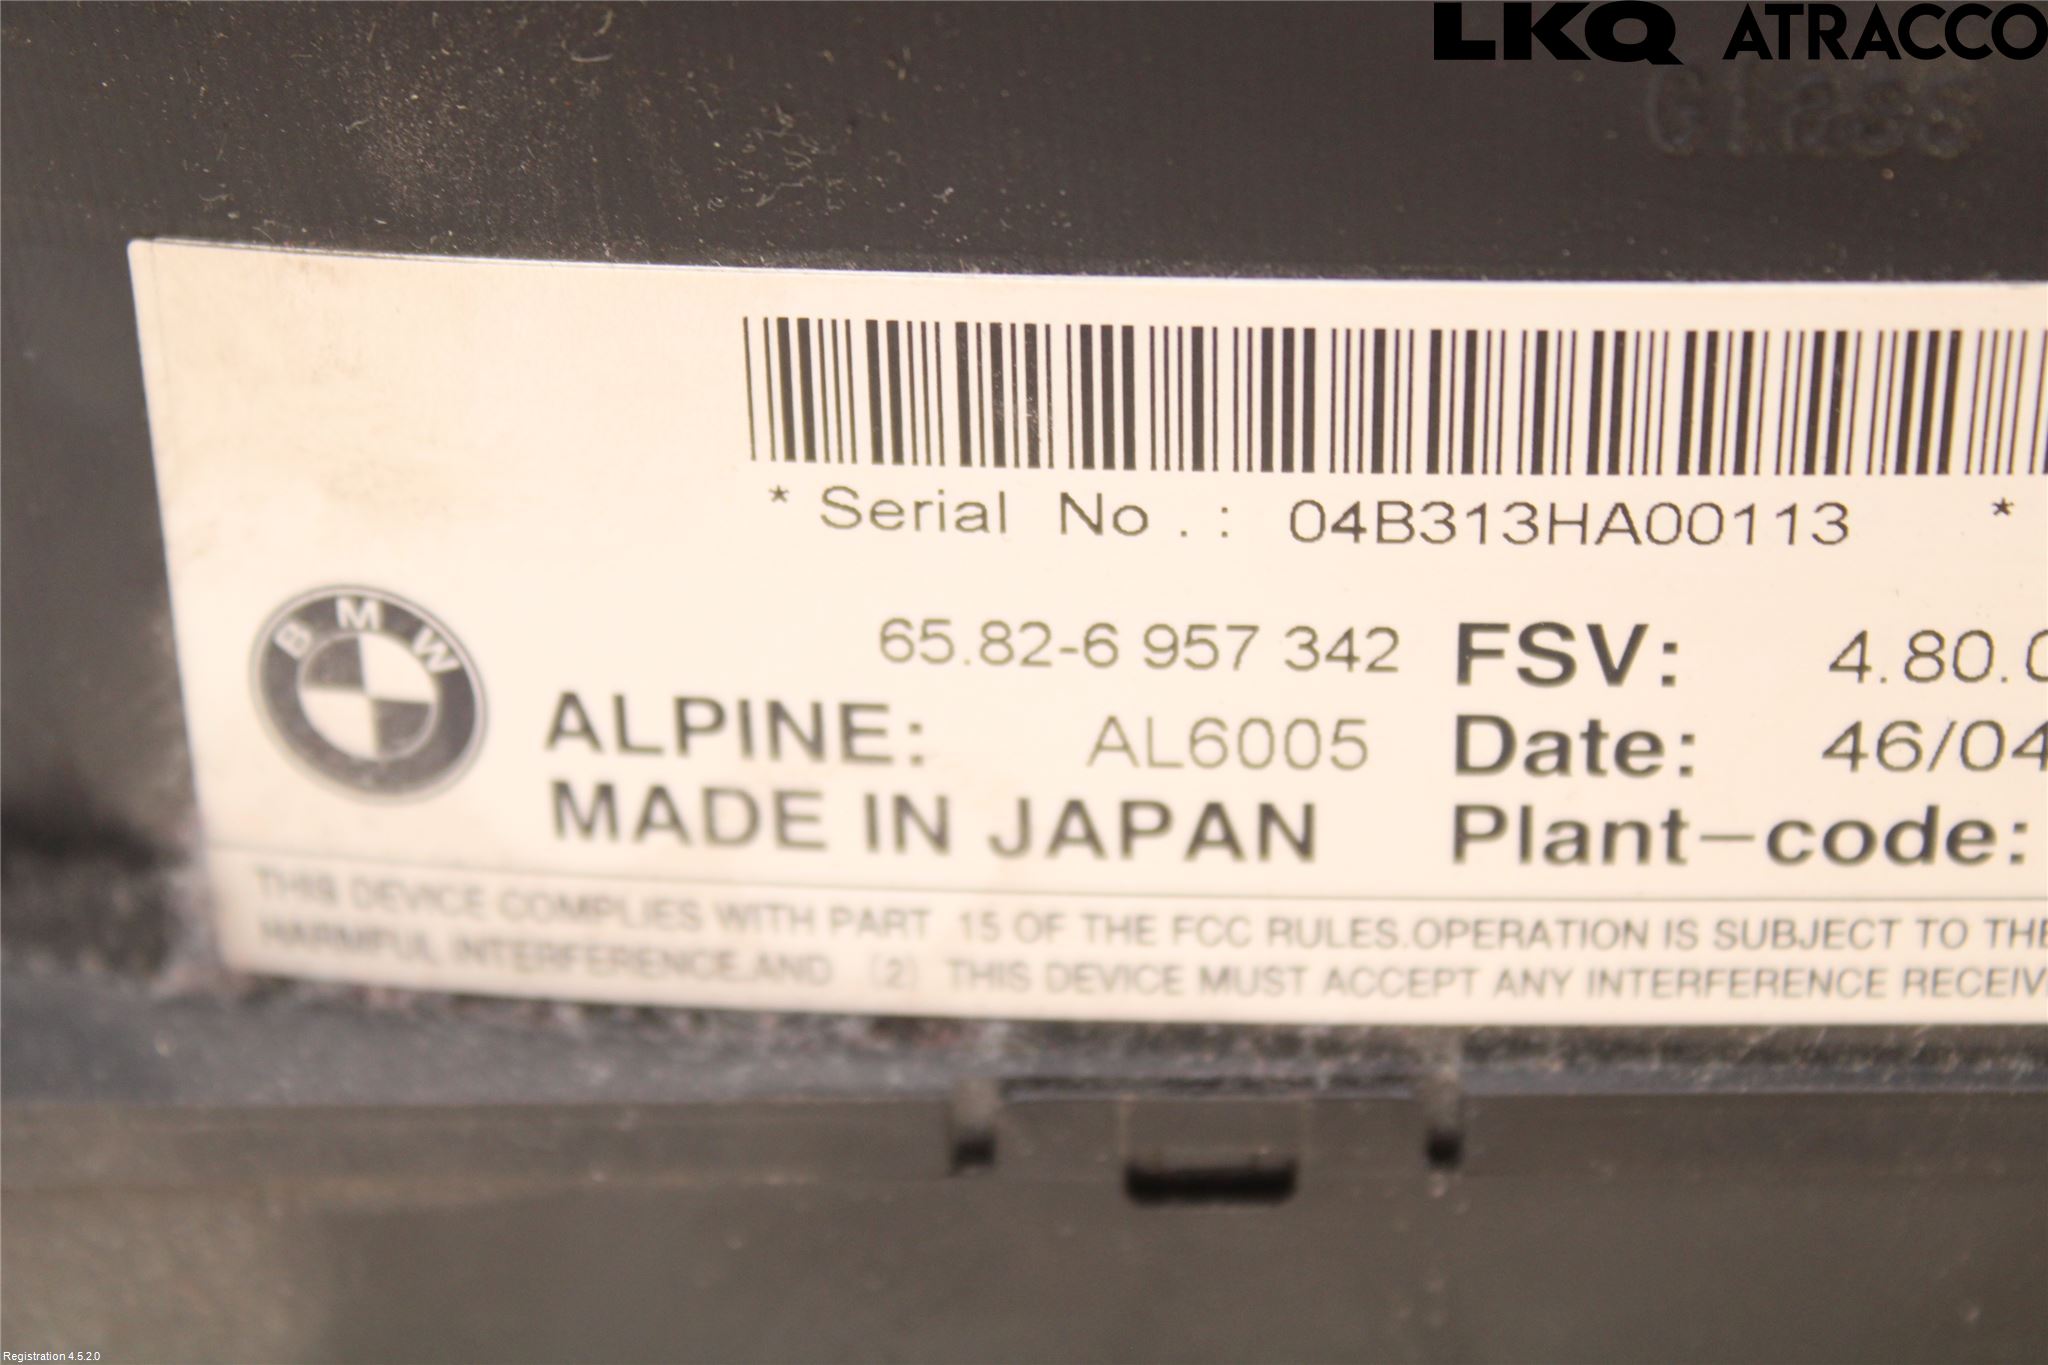 LKQ ATRACCO
Glass
* Serial No.: 04B313HA00113 *
BMW
65.82-6 957 342 FSV: 4.80.0
ALPINE: AL6005 Date: 46/04
MADE IN JAPAN Plant-code:
THIS DEVICE COMPLIES WITH PART 15 OF THE FCC RULES.OPERATION IS SUBJECT TO THE
HARMFUL INTERFERENCE.AND (2) THIS DEVICE MUST ACCEPT ANY INTERFERENCE RECEIV
Registration 4.5.2.0